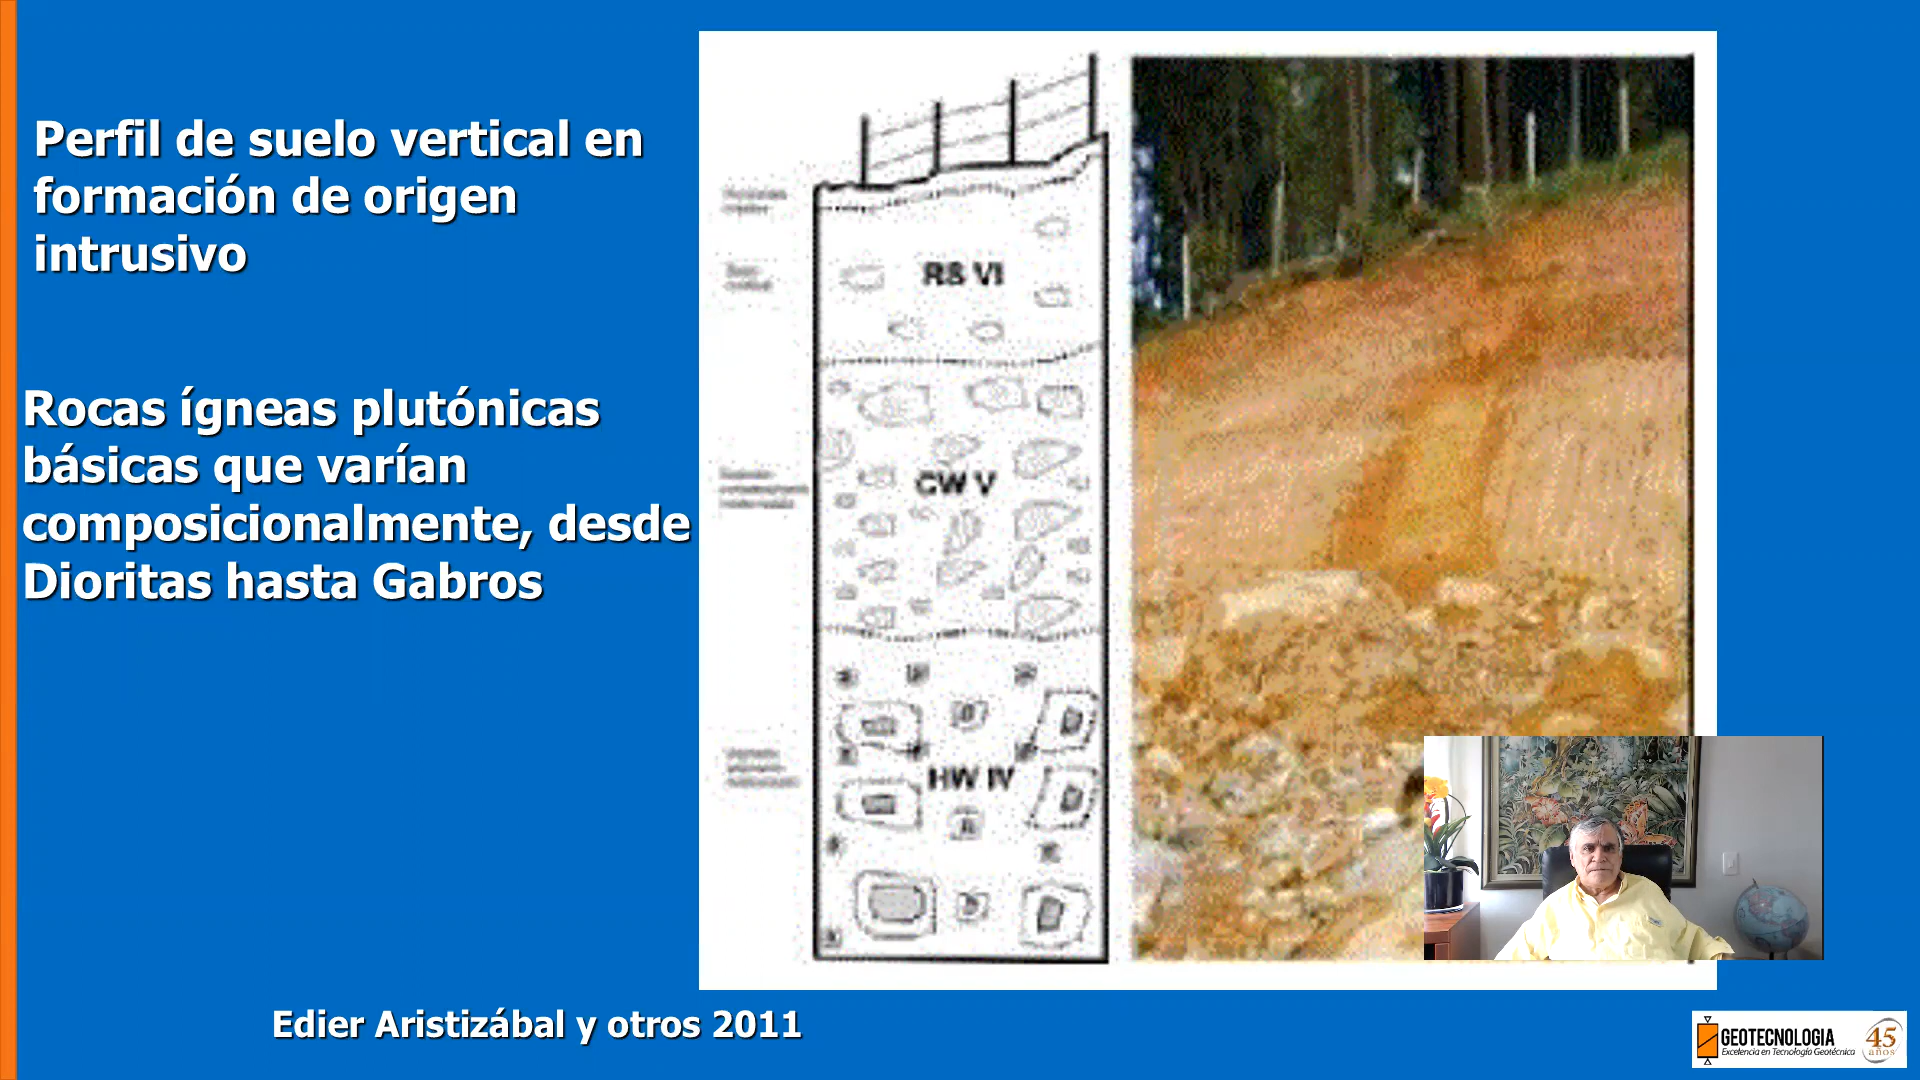 Perfil de suelo vertical en
formación de origen
intrusivo
Rocas ígneas plutónicas
básicas que varían
composicionalmente, desde
Dioritas hasta Gabros
RS VI
CW V
HW IV
Edier Aristizábal y otros 2011
GEOTECNOLOGIA
Excelencia en Tecnología Geotécnica
45
años